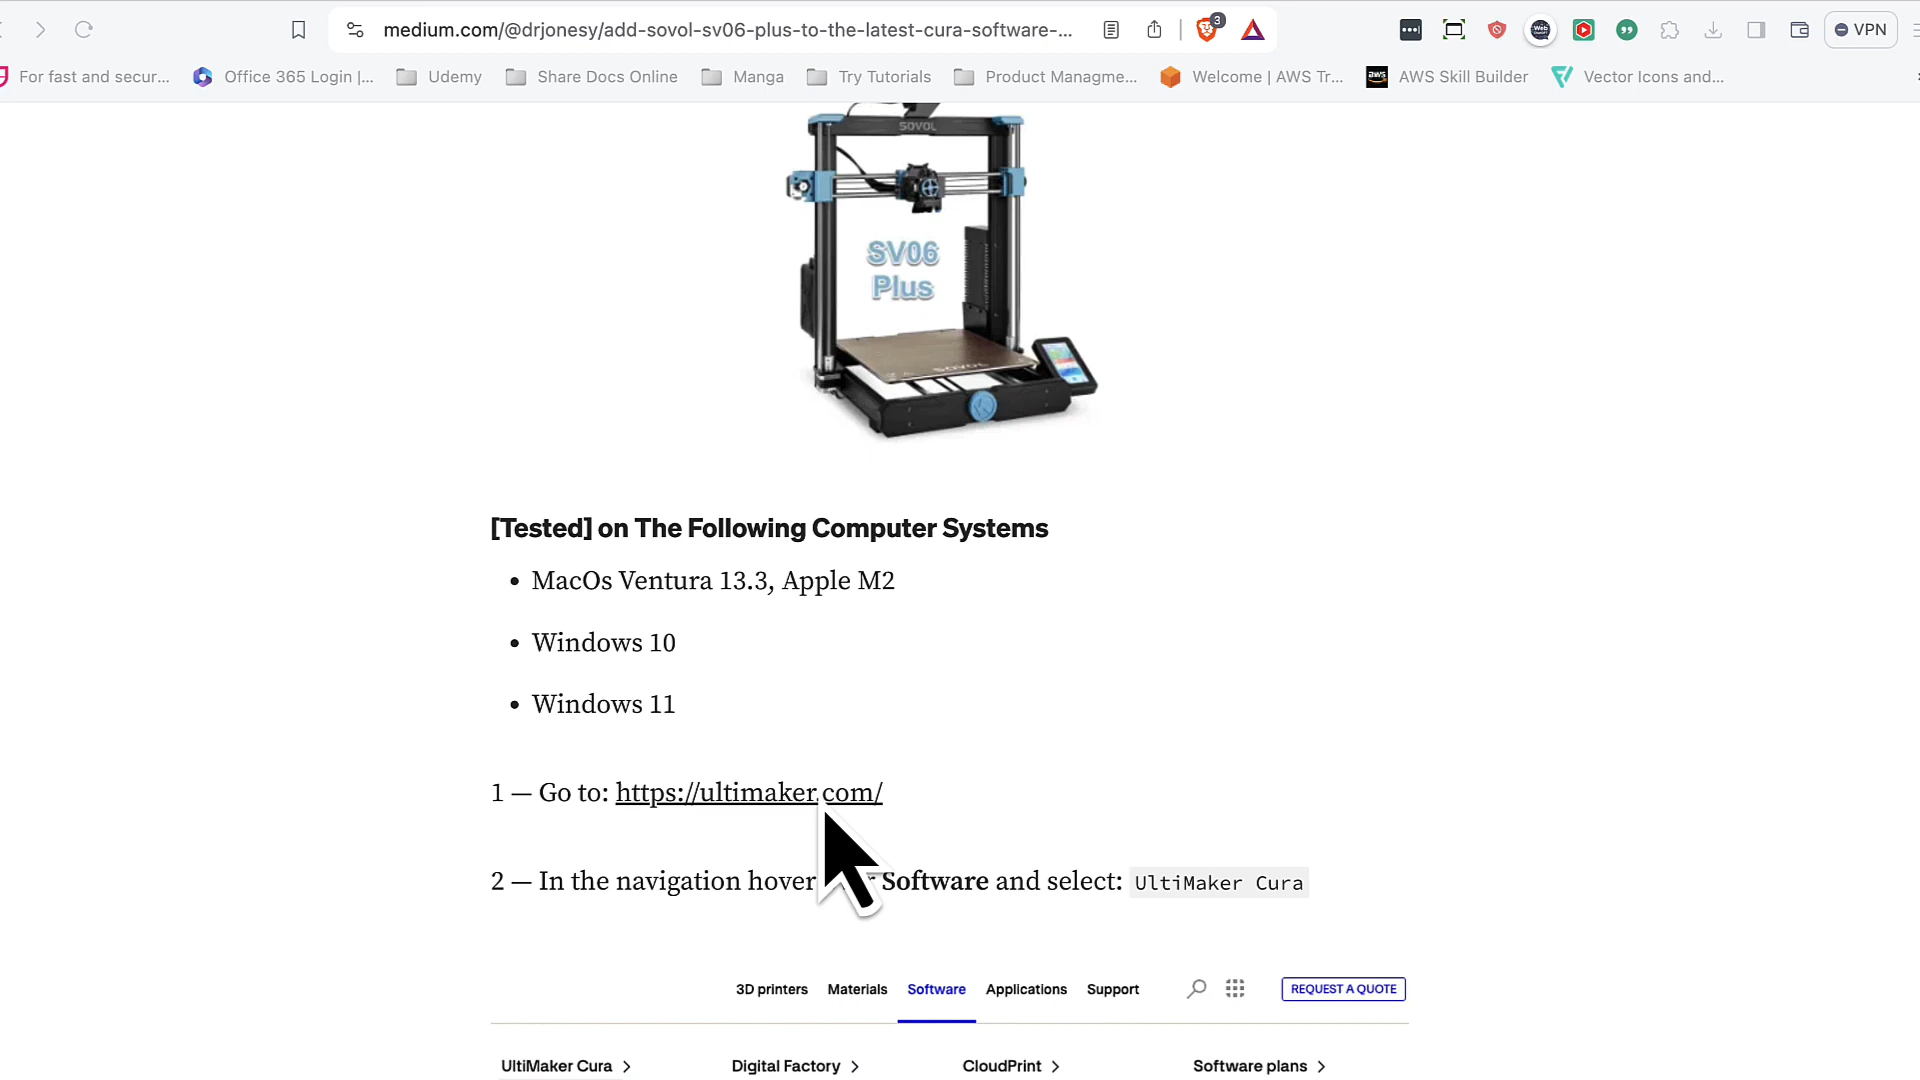 medium.com/@drjonesy/add-sovol-sv06-plus-to-the-latest-cura-software-...
3
VPN
For fast and secur...
Office 365 Login |...
Udemy
Share Docs Online
Manga
Try Tutorials
Product Managme...
Welcome | AWS Tr...
aws
AWS Skill Builder
Vector Icons and...
SOVOL
SV06
Plus
SOVOL
[Tested] on The Following Computer Systems
• MacOs Ventura 13.3, Apple M2
• Windows 10
• Windows 11
1 — Go to: https://ultimaker.com/
2 — In the navigation hover Software and select: UltiMaker Cura
3D printers Materials Software Applications Support REQUEST A QUOTE
UltiMaker Cura > Digital Factory > CloudPrint > Software plans >